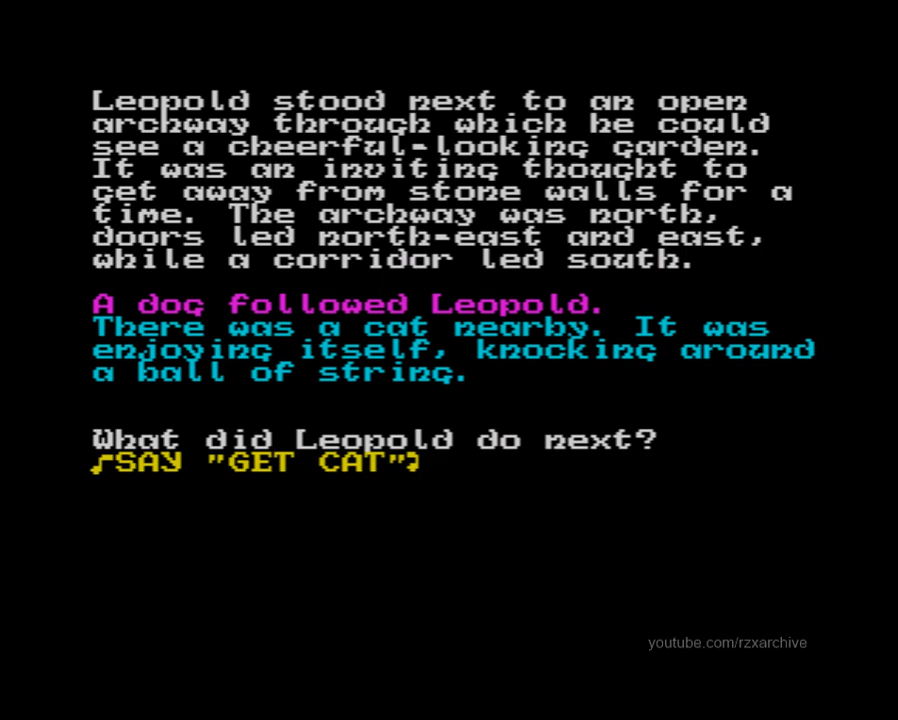 Leopold stood next to an open
archway through which he could
see a cheerful-looking garden.
It was an inviting thought to
get away from stone walls for a
time. The archway was north,
doors led north-east and east,
while a corridor led south.
A dog followed Leopold.
There was a cat nearby. It was
enjoying itself, knocking around
a ball of string.
What did Leopold do next?
SAY "GET CAT"
youtube.com/rzxarchive